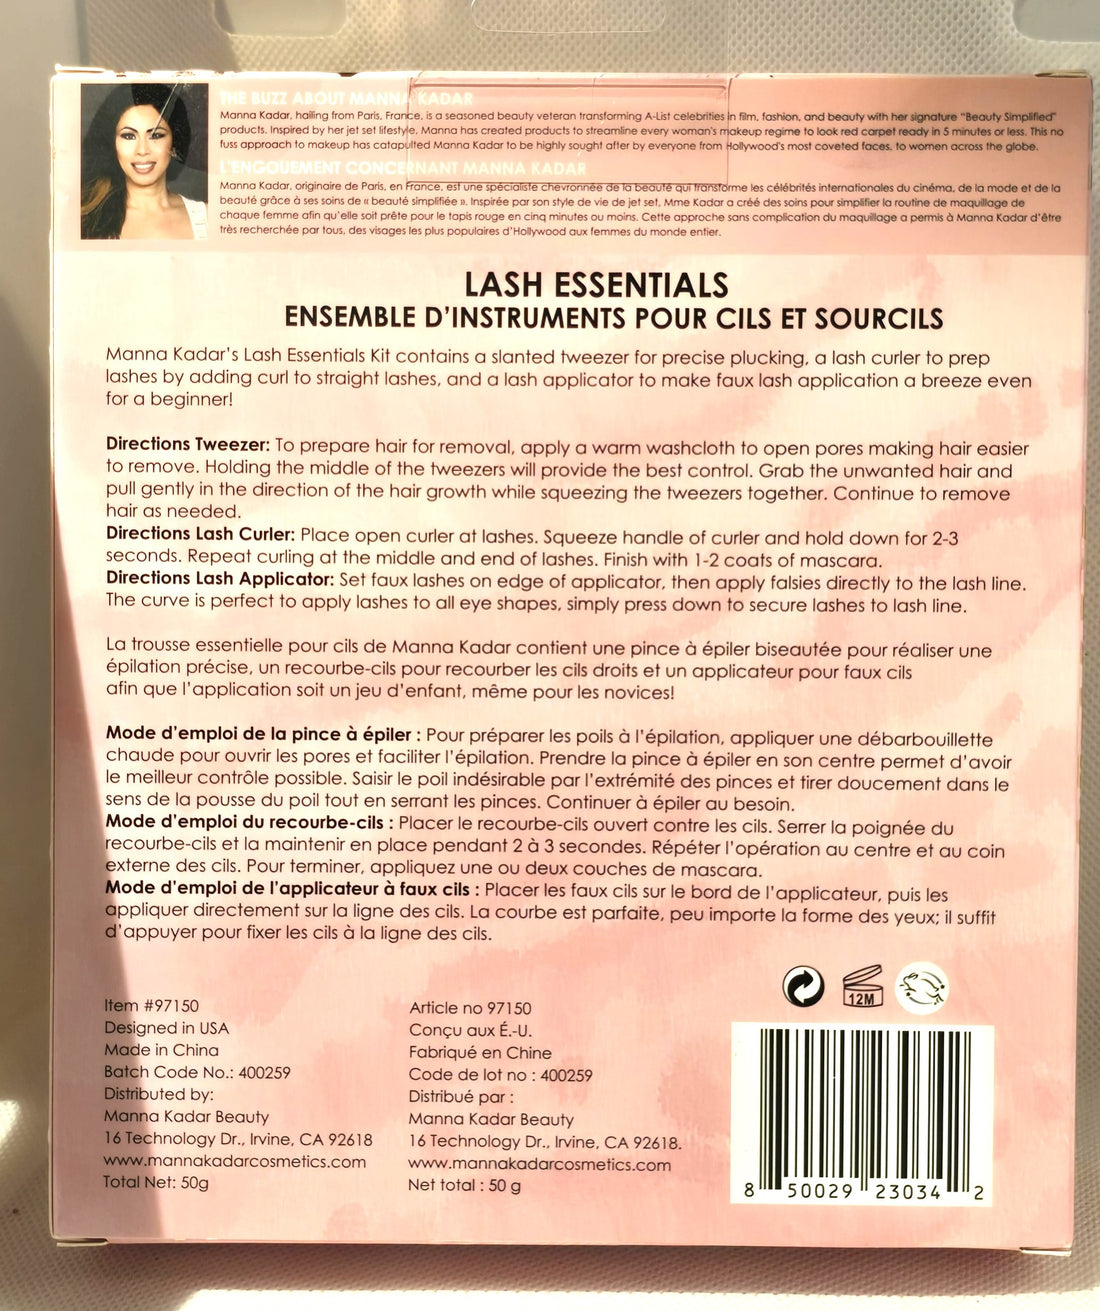 THE BUZZ ABOUT MANNA KADAR
Manna Kadar, hailing from Paris, France, is a seasoned beauty veteran transforming A-List celebrities in film, fashion, and beauty with her signature "Beauty Simplified"
products. Inspired by her jet set lifestyle, Manna has created products to streamline every woman's makeup regime to look red carpet ready in 5 minutes or less. This no
fuss approach to makeup has catapulted Manna Kadar to be highly sought after by everyone from Hollywood's most coveted faces, to women across the globe.
L'ENGOUEMENT CONCERNANT MANNA KADAR
Manna Kadar, originaire de Paris, en France, est une spécialiste chevronnée de la beauté qui transforme les célébrités internationales du cinéma, de la mode et de la
beauté grâce à ses soins de « beauté simplifiée ». Inspirée par son style de vie de jet set, Mme Kadar a créé des soins pour simplifier la routine de maquillage de
chaque femme afin qu'elle soit prête pour le tapis rouge en cinq minutes ou moins. Cette approche sans complication du maquillage a permis à Manna Kadar d'être
très recherchée par tous, des visages les plus populaires d'Hollywood aux femmes du monde entier.
LASH ESSENTIALS
ENSEMBLE D'INSTRUMENTS POUR CILS ET SOURCILS
Manna Kadar's Lash Essentials Kit contains a slanted tweezer for precise plucking, a lash curler to prep
lashes by adding curl to straight lashes, and a lash applicator to make faux lash application a breeze even
for a beginner!
Directions Tweezer: To prepare hair for removal, apply a warm washcloth to open pores making hair easier
to remove. Holding the middle of the tweezers will provide the best control. Grab the unwanted hair and
pull gently in the direction of the hair growth while squeezing the tweezers together. Continue to remove
hair as needed.
Directions Lash Curler: Place open curler at lashes. Squeeze handle of curler and hold down for 2-3
seconds. Repeat curling at the middle and end of lashes. Finish with 1-2 coats of mascara.
Directions Lash Applicator: Set faux lashes on edge of applicator, then apply falsies directly to the lash line.
The curve is perfect to apply lashes to all eye shapes, simply press down to secure lashes to lash line.
La trousse essentielle pour cils de Manna Kadar contient une pince à épiler biseautée pour réaliser une
épilation précise, un recourbe-cils pour recourber les cils droits et un applicateur pour faux cils
afin que l'application soit un jeu d'enfant, même pour les novices!
Mode d'emploi de la pince à épiler : Pour préparer les poils à l'épilation, appliquer une débarbouillette
chaude pour ouvrir les pores et faciliter l'épilation. Prendre la pince à épiler en son centre permet d'avoir
le meilleur contrôle possible. Saisir le poil indésirable par l'extrémité des pinces et tirer doucement dans le
sens de la pousse du poil tout en serrant les pinces. Continuer à épiler au besoin.
Mode d'emploi du recourbe-cils : Placer le recourbe-cils ouvert contre les cils. Serrer la poignée du
recourbe-cils et la maintenir en place pendant 2 à 3 secondes. Répéter l'opération au centre et au coin
externe des cils. Pour terminer, appliquez une ou deux couches de mascara.
Mode d'emploi de l'applicateur à faux cils : Placer les faux cils sur le bord de l'applicateur, puis les
appliquer directement sur la ligne des cils. La courbe est parfaite, peu importe la forme des yeux; il suffit
d'appuyer pour fixer les cils à la ligne des cils.
Item #97150
Designed in USA
Made in China
Batch Code No.: 400259
Distributed by:
Manna Kadar Beauty
16 Technology Dr., Irvine, CA 92618
www.mannakadarcosmetics.com
Total Net: 50g
Article no 97150
Conçu aux É.-U.
Fabriqué en Chine
Code de lot no : 400259
Distribué par :
Manna Kadar Beauty
16 Technology Dr., Irvine, CA 92618.
www.mannakadarcosmetics.com
Net total : 50 g
12M
8 50029 23034 2